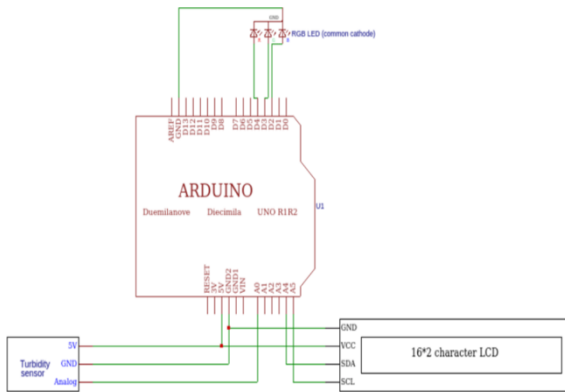 GND
RGB LED (common cathode)
R
B
AREF
GND
D13
D12
D11
D10
D9
D8
D7
D6
D5
D4
D3
D2
D1
D0
ARDUINO
Duemilanove Diecimila UNO R1R2
U1
RESET
3V
5V
GND2
GND1
VIN
A0
A1
A2
A3
A4
A5
5V
GND
Analog
Turbidity
sensor
GND
VCC
SDA
SCL
16*2 character LCD